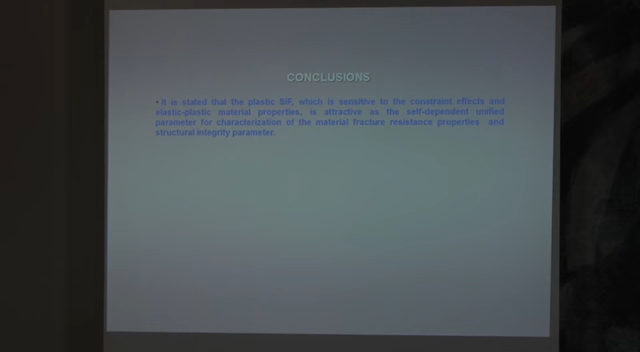 CONCLUSIONS
• It is stated that the plastic SIF, which is sensitive to the constraint effects and
elastic-plastic material properties, is attractive as the self-dependent unified
parameter for characterization of the material fracture resistance properties and
structural integrity parameter.